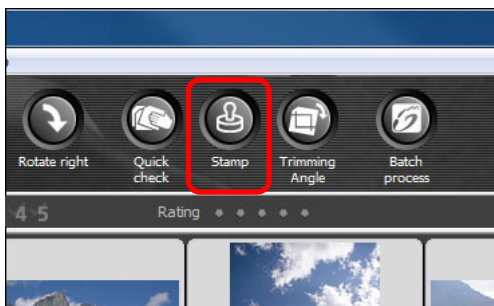 Rotate right
Quick
check
Stamp
Trimming
Angle
Batch
process
4 5
Rating